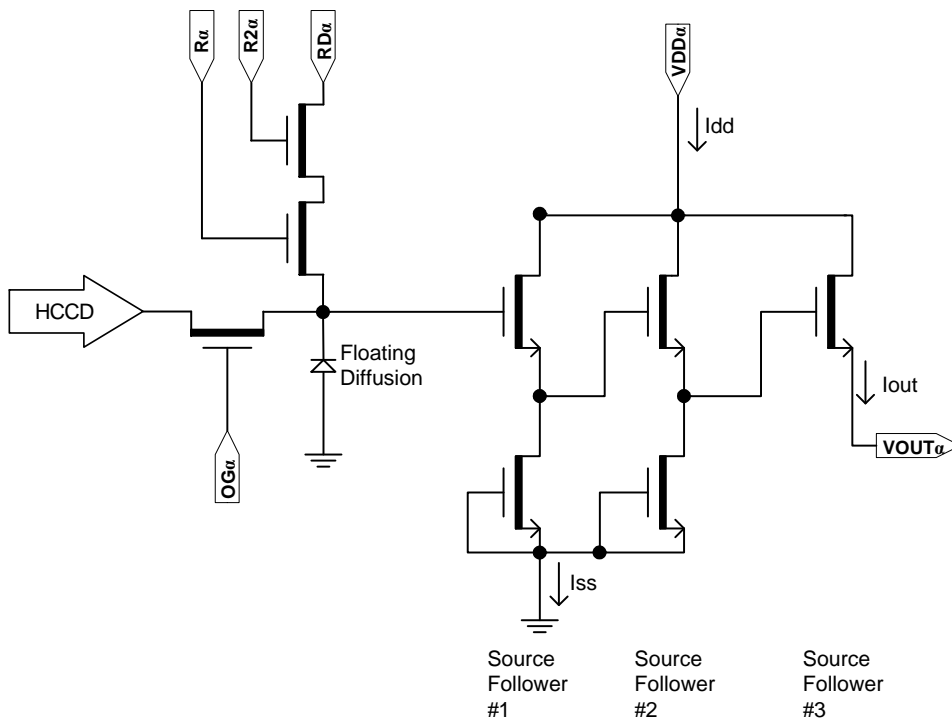 Rα
R2α
RDα
VDDα
Idd
HCCD
Floating
Diffusion
Iout
VOUTα
OGα
Iss
Source
Follower
#1
Source
Follower
#2
Source
Follower
#3